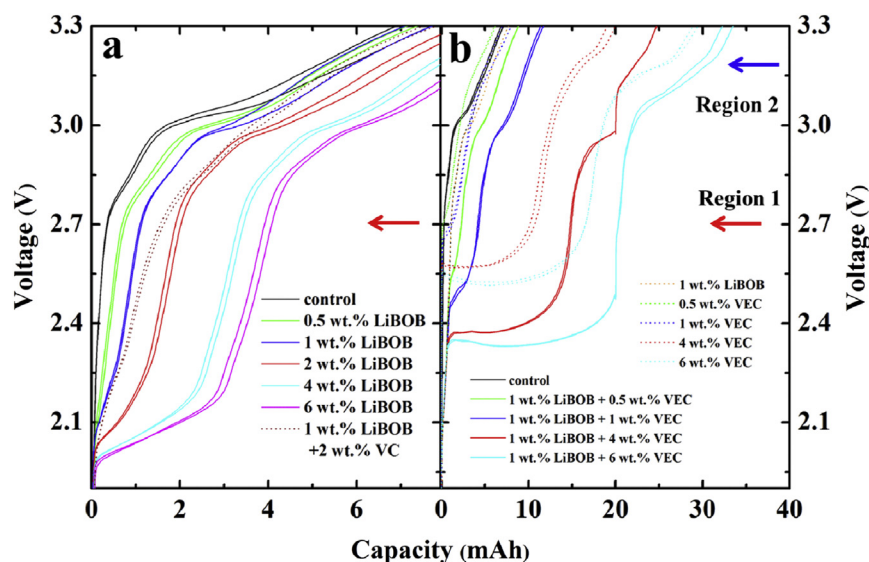 a
b
3.3
3.0
2.7
2.4
2.1
Voltage (V)
0
2
4
6
control
0.5 wt.% LiBOB
1 wt.% LiBOB
2 wt.% LiBOB
4 wt.% LiBOB
6 wt.% LiBOB
1 wt.% LiBOB
+2 wt.% VC
Region 2
Region 1
1 wt.% LiBOB
0.5 wt.% VEC
1 wt.% VEC
4 wt.% VEC
6 wt.% VEC
control
1 wt.% LiBOB + 0.5 wt.% VEC
1 wt.% LiBOB + 1 wt.% VEC
1 wt.% LiBOB + 4 wt.% VEC
1 wt.% LiBOB + 6 wt.% VEC
0
10
20
30
40
3.3
3.0
2.7
2.4
2.1
Voltage (V)
Capacity (mAh)